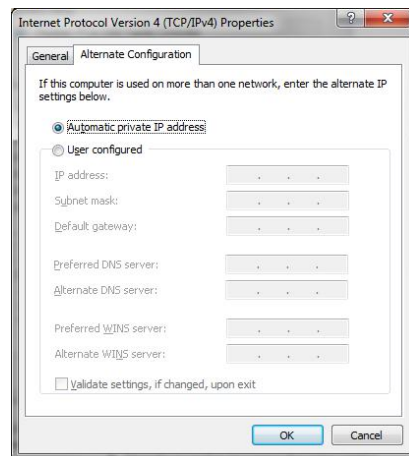 Internet Protocol Version 4 (TCP/IPv4) Properties
General Alternate Configuration
If this computer is used on more than one network, enter the alternate IP
settings below.
Automatic private IP address
User configured
IP address:
Subnet mask:
Default gateway:
Preferred DNS server:
Alternate DNS server:
Preferred WINS server:
Alternate WINS server:
Validate settings, if changed, upon exit
OK Cancel